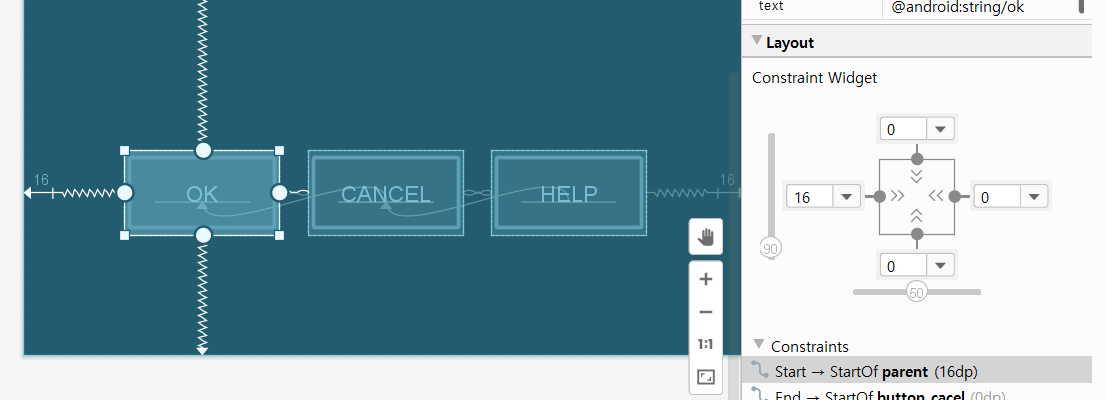 text @android:string/ok
Layout
Constraint Widget
0
16 OK CANCEL HELP 16
16 0
90
0
50
1:1
Constraints
Start → StartOf parent (16dp)
End → StartOf button_cacel (0dp)